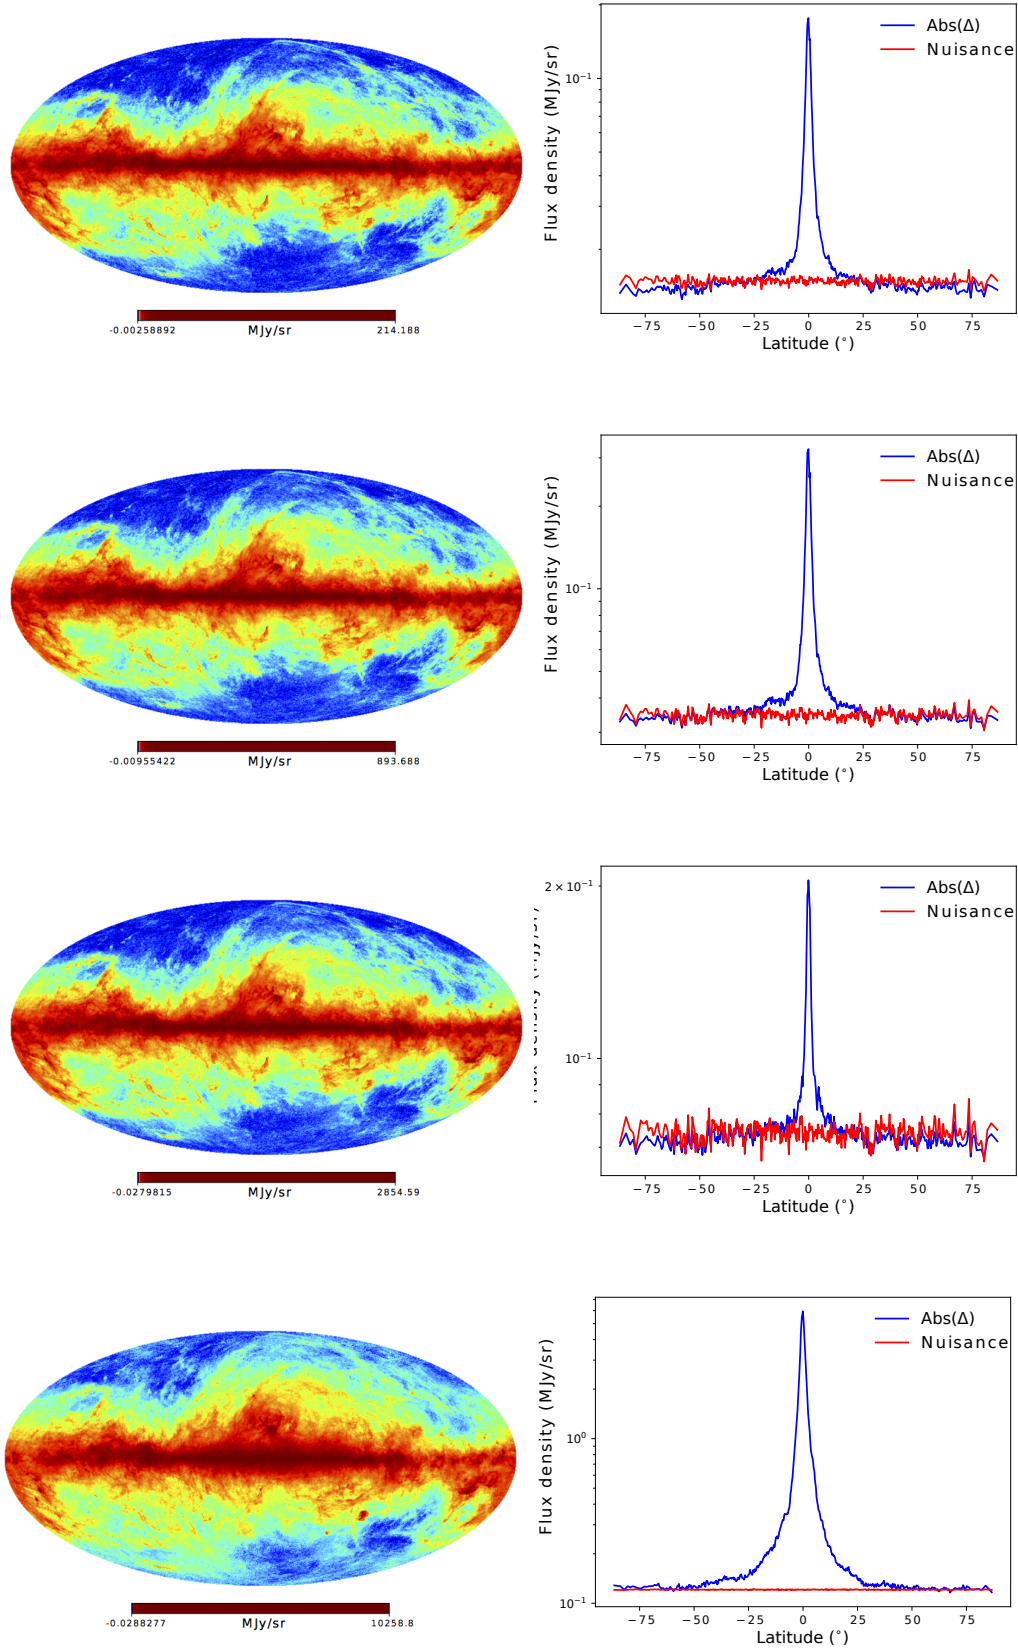 Flux density (MJy/sr)
Abs(Δ)
Nuisance
10⁻¹
−75 −50 −25 0 25 50 75
Latitude (°)
-0.00258892 MJy/sr 214.188
Flux density (MJy/sr)
Abs(Δ)
Nuisance
10⁻¹
−75 −50 −25 0 25 50 75
Latitude (°)
-0.00955422 MJy/sr 893.688
2 × 10⁻¹
Abs(Δ)
Nuisance
10⁻¹
−75 −50 −25 0 25 50 75
Latitude (°)
-0.0279815 MJy/sr 2854.59
Flux density (MJy/sr)
Abs(Δ)
Nuisance
10⁰
10⁻¹
−75 −50 −25 0 25 50 75
Latitude (°)
-0.0288277 MJy/sr 10258.8